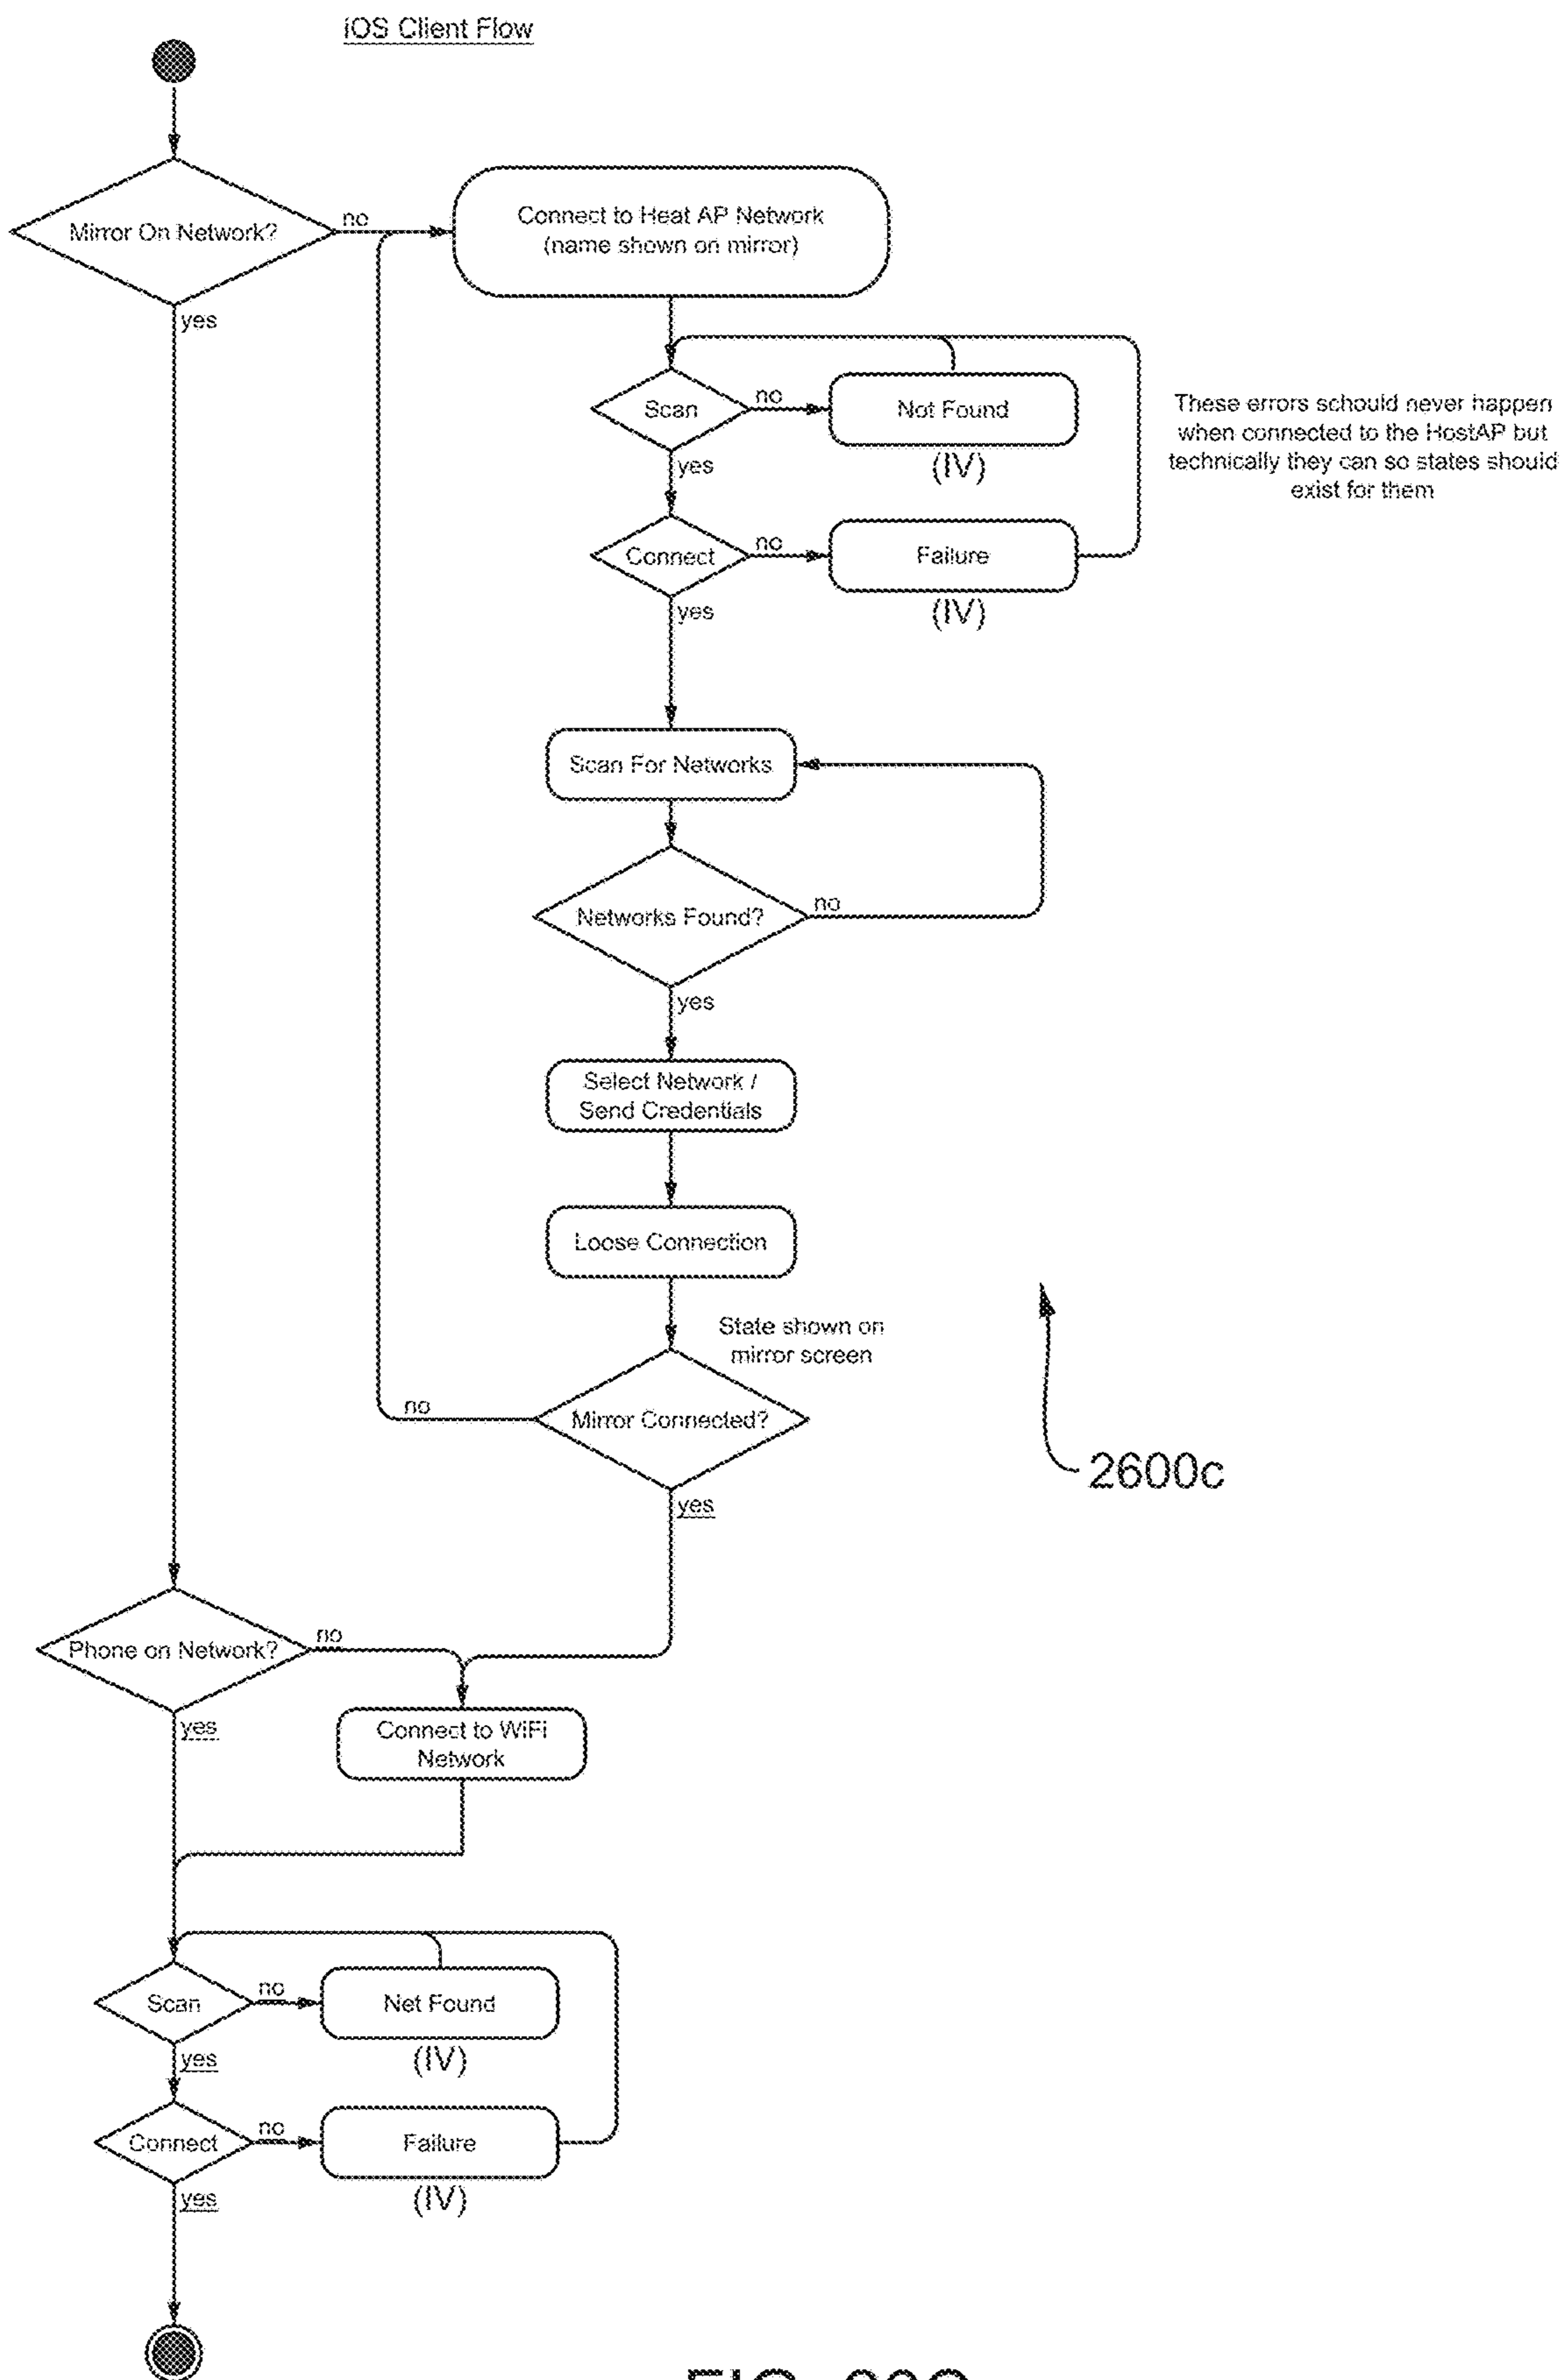 iOS Client Flow
Mirror On Network?
no
yes
Connect to Heat AP Network
(name shown on mirror)
Scan
no
Not Found
(IV)
yes
These errors schould never happen
when connected to the HostAP but
technically they can so states should
exist for them
Connect
no
Failure
(IV)
yes
Scan For Networks
Networks Found?
no
yes
Select Network /
Send Credentials
Loose Connection
State shown on
mirror screen
Mirror Connected?
no
yes
2600c
Phone on Network?
no
yes
Connect to WiFi
Network
Scan
no
Net Found
(IV)
yes
Connect
no
Failure
(IV)
yes